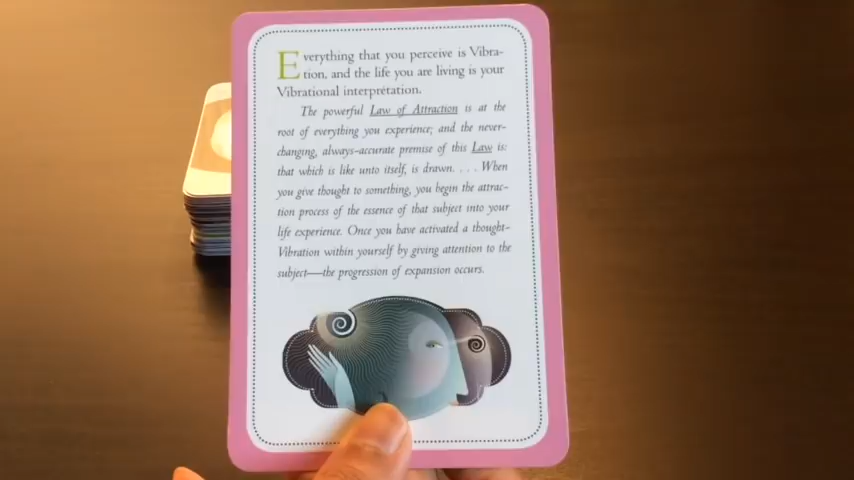 Everything that you perceive is Vibra-
tion, and the life you are living is your
Vibrational interpretation.
The powerful Law of Attraction is at the
root of everything you experience; and the never-
changing, always-accurate premise of this Law is:
that which is like unto itself, is drawn. . . . When
you give thought to something, you begin the attrac-
tion process of the essence of that subject into your
life experience. Once you have activated a thought-
Vibration within yourself by giving attention to the
subject—the progression of expansion occurs.